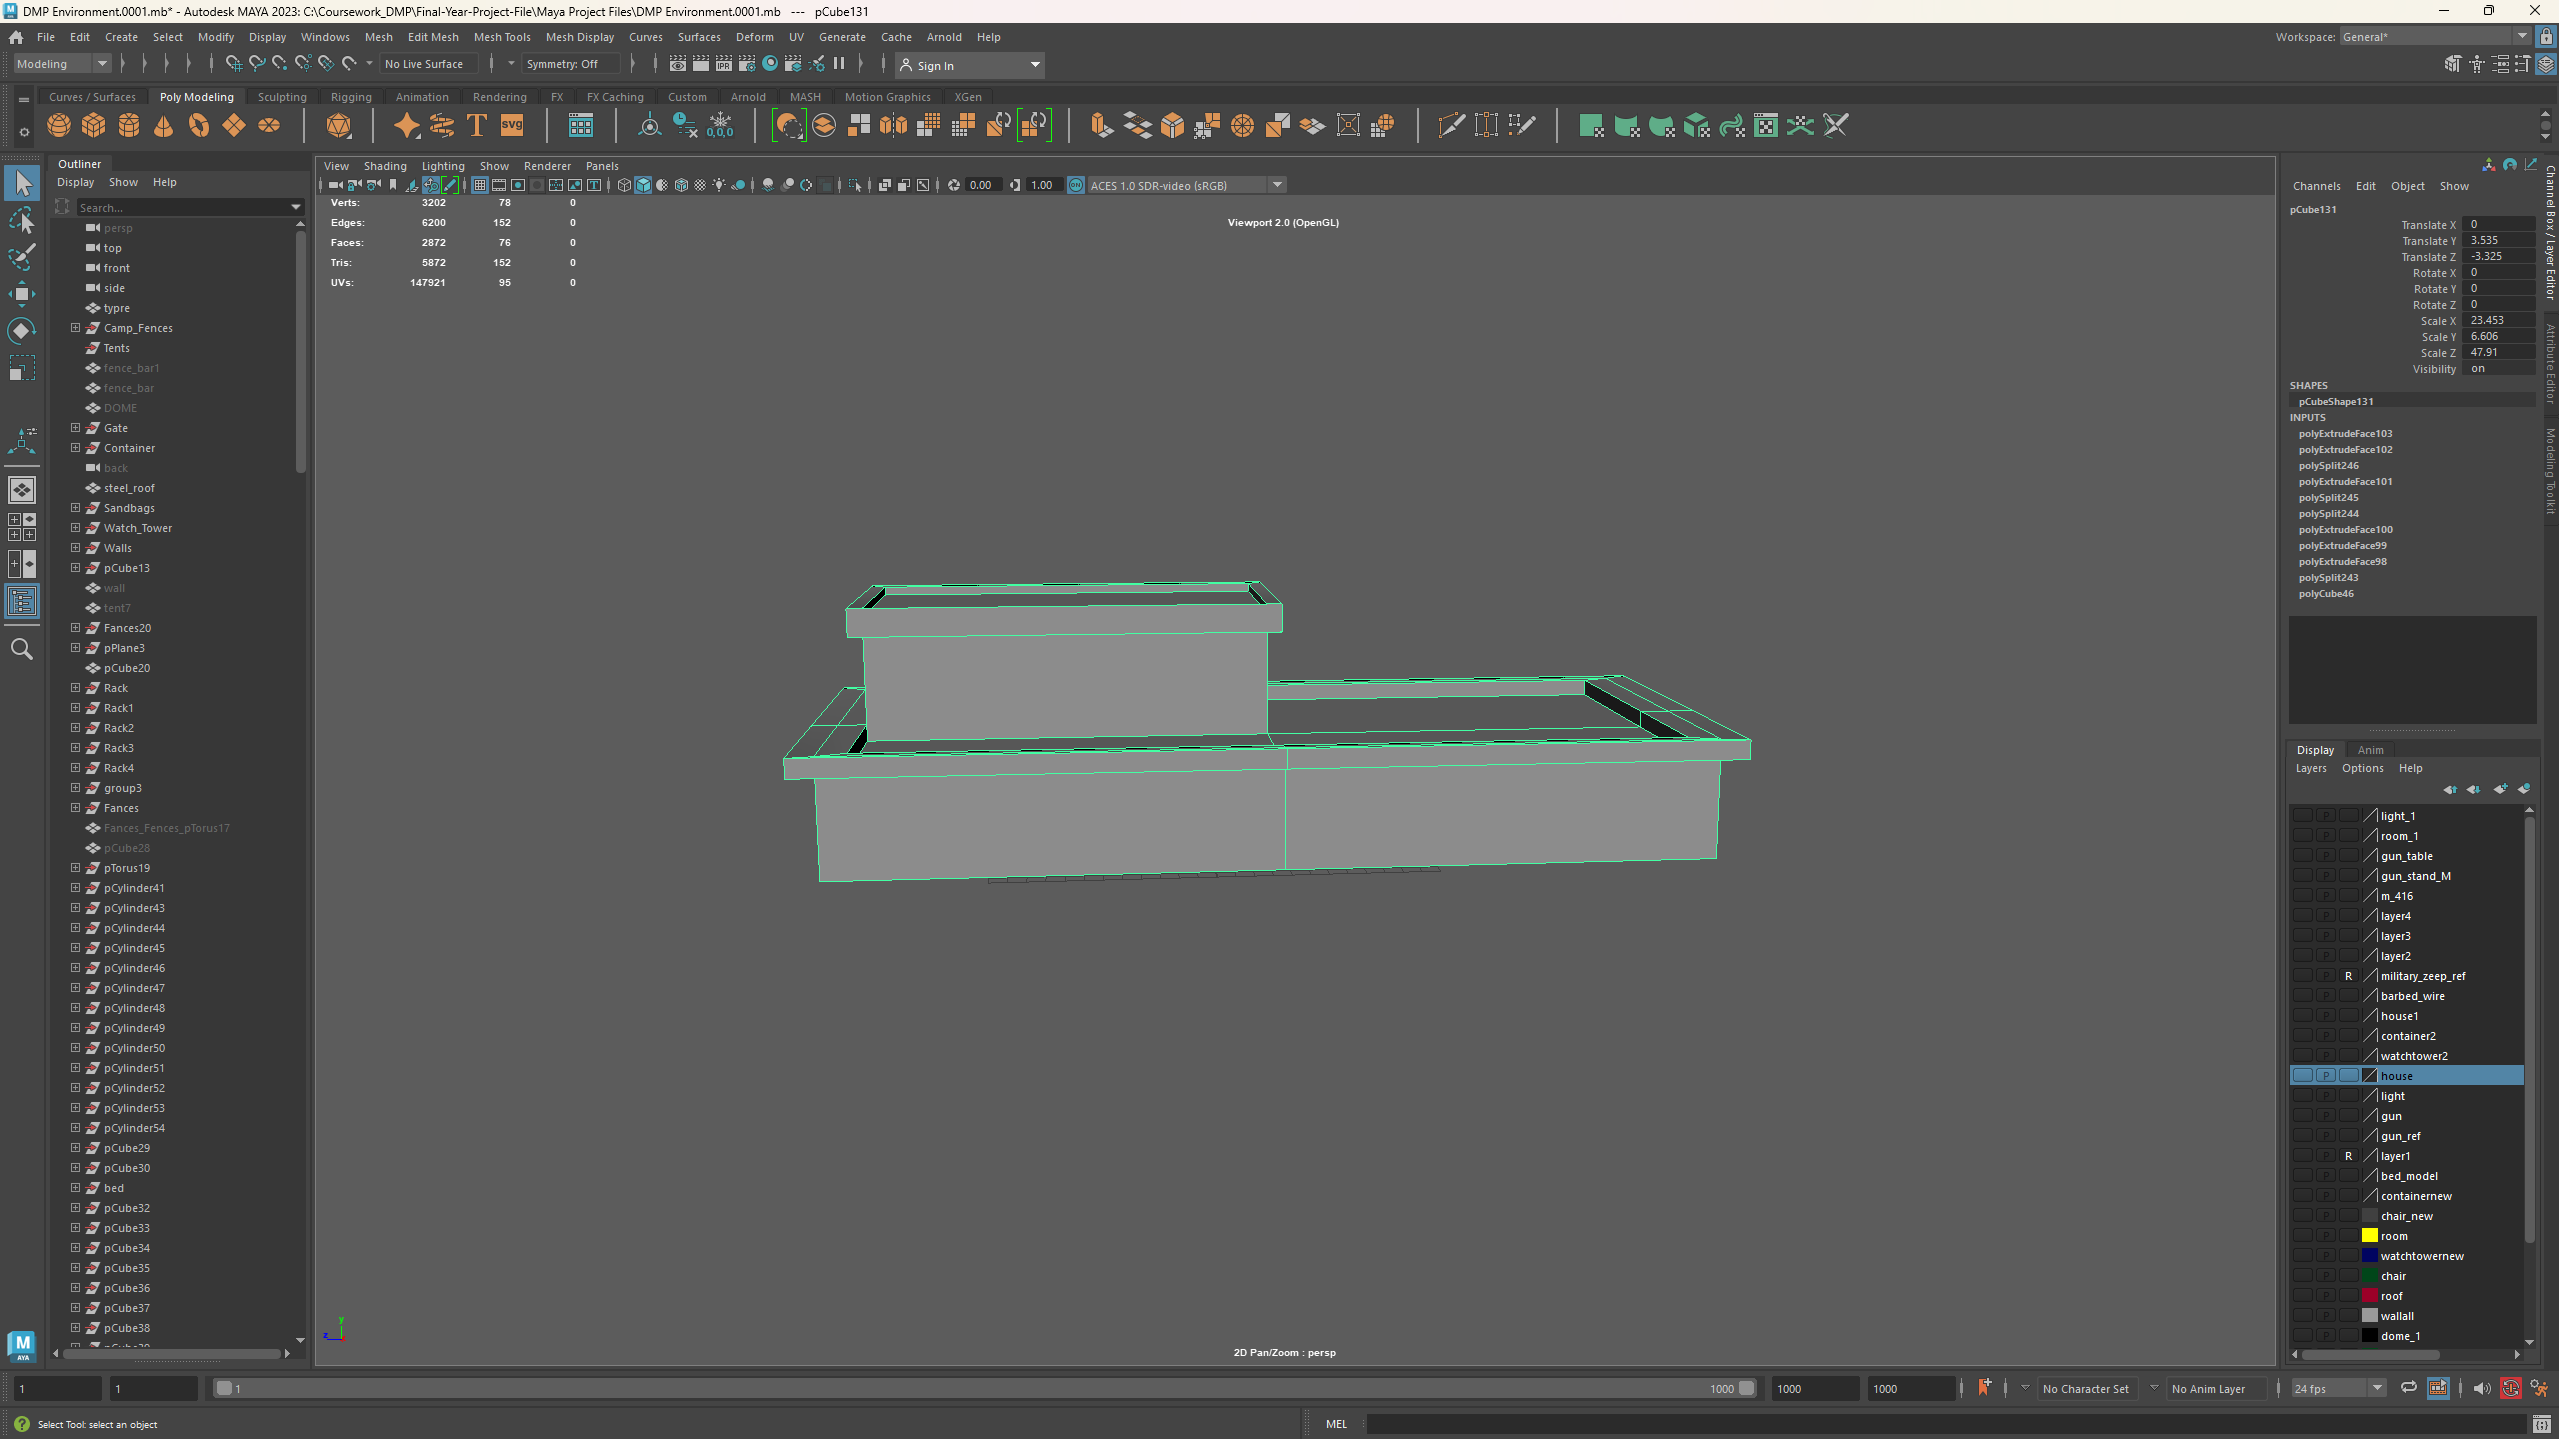 DMP Environment.0001.mb* - Autodesk MAYA 2023: C:\Coursework_DMP\Final-Year-Project-File\Maya Project Files\DMP Environment.0001.mb --- pCube131
File Edit Create Select Modify Display Windows Mesh Edit Mesh Mesh Tools Mesh Display Curves Surfaces Deform UV Generate Cache Arnold Help
Workspace: General*
Modeling No Live Surface Symmetry: Off IPR Sign In
Curves / Surfaces Poly Modeling Sculpting Rigging Animation Rendering FX FX Caching Custom Arnold MASH Motion Graphics XGen
T SVG 0,0,0
Outliner
Display Show Help
Search...
persp
top
front
side
typre
Camp_Fences
Tents
fence_bar1
fence_bar
DOME
Gate
Container
back
steel_roof
Sandbags
Watch_Tower
Walls
pCube13
wall
tent7
Fances20
pPlane3
pCube20
Rack
Rack1
Rack2
Rack3
Rack4
group3
Fances
Fances_Fences_pTorus17
pCube28
pTorus19
pCylinder41
pCylinder43
pCylinder44
pCylinder45
pCylinder46
pCylinder47
pCylinder48
pCylinder49
pCylinder50
pCylinder51
pCylinder52
pCylinder53
pCylinder54
pCube29
pCube30
bed
pCube32
pCube33
pCube34
pCube35
pCube36
pCube37
pCube38
View Shading Lighting Show Renderer Panels
0.00 1.00 ON ACES 1.0 SDR-video (sRGB)
Verts: 3202 78 0
Edges: 6200 152 0
Faces: 2872 76 0
Tris: 5872 152 0
UVs: 147921 95 0
Viewport 2.0 (OpenGL)
y
z
2D Pan/Zoom : persp
Channels Edit Object Show
pCube131
Translate X 0
Translate Y 3.535
Translate Z -3.325
Rotate X 0
Rotate Y 0
Rotate Z 0
Scale X 23.453
Scale Y 6.606
Scale Z 47.91
Visibility on
SHAPES
pCubeShape131
INPUTS
polyExtrudeFace103
polyExtrudeFace102
polySplit246
polyExtrudeFace101
polySplit245
polySplit244
polyExtrudeFace100
polyExtrudeFace99
polyExtrudeFace98
polySplit243
polyCube46
Channel Box / Layer Editor
Attribute Editor
Modeling Toolkit
Display Anim
Layers Options Help
P light_1
P room_1
P gun_table
P gun_stand_M
P m_416
P layer4
P layer3
P layer2
P R military_zeep_ref
P barbed_wire
P house1
P container2
P watchtower2
P house
P light
P gun
P gun_ref
P R layer1
P bed_model
P containernew
P chair_new
P room
P watchtowernew
P chair
P roof
P wallall
P dome_1
M
AYA
1 1 1 1000 1000 1000 No Character Set No Anim Layer 24 fps
Select Tool: select an object MEL